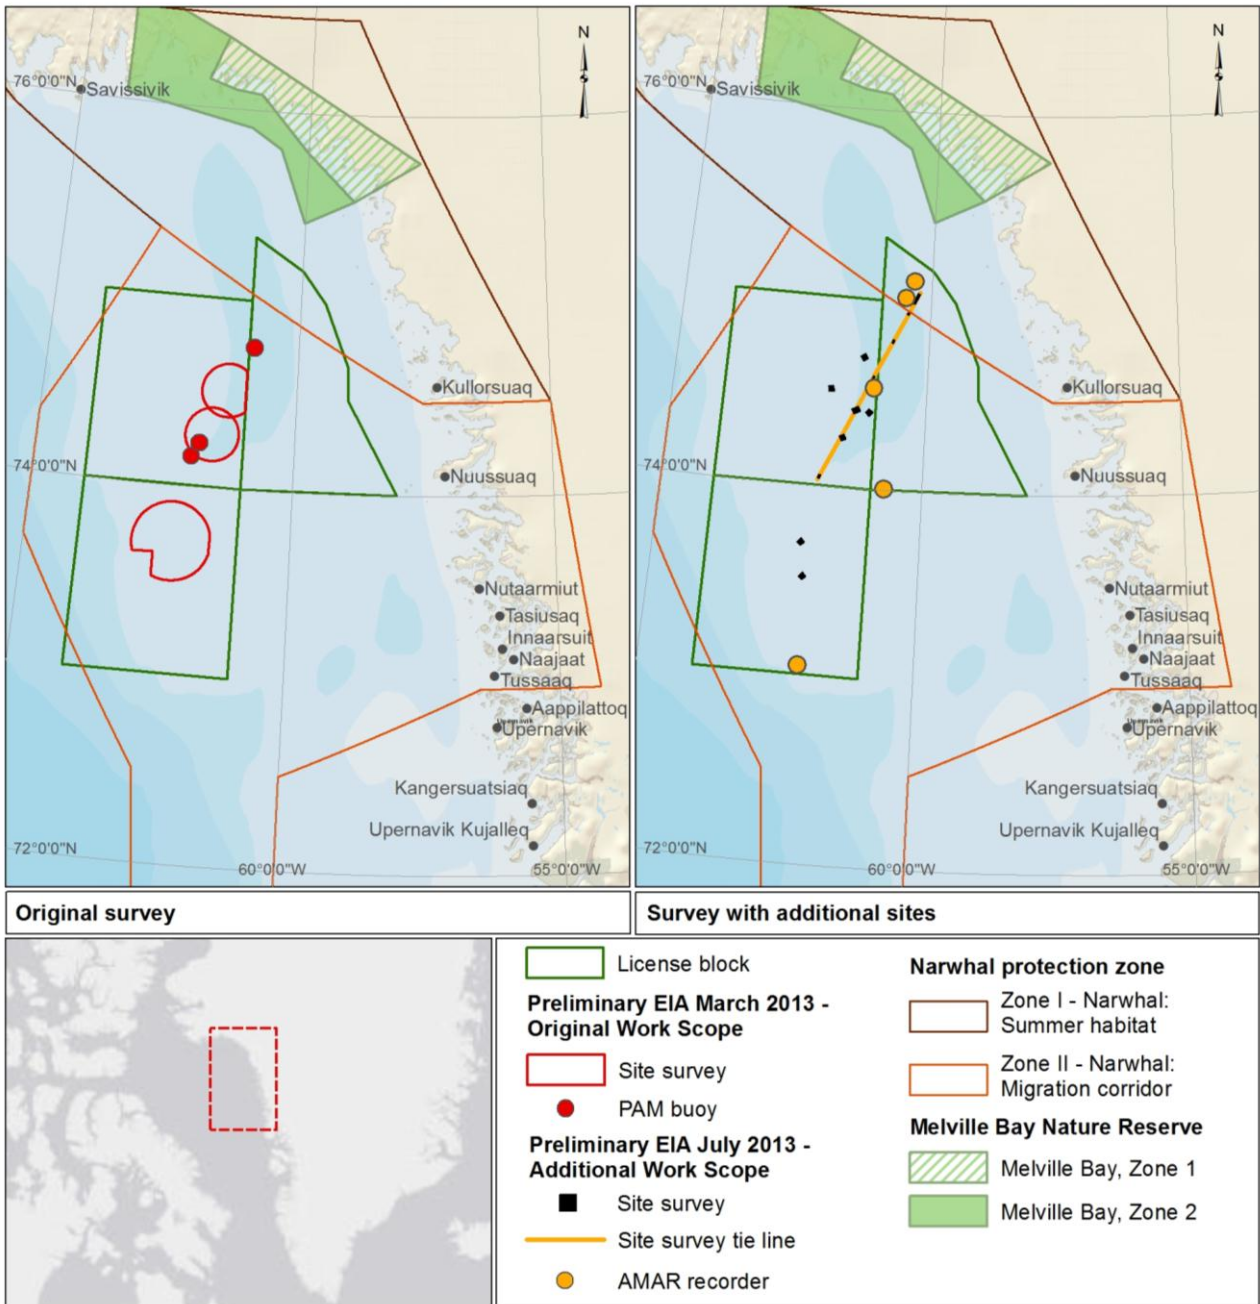 N
76°0'0"N
Savissivik
Kullorsuaq
74°0'0"N
Nuussuaq
Nutaarmiut
Tasiusaq
Innaarsuit
Naajaat
Tussaaq
Aappilattoq
Upernavik
Upernavik
Kangersuatsiaq
Upernavik Kujalleq
72°0'0"N
60°0'0"W
55°0'0"W
N
76°0'0"N
Savissivik
Kullorsuaq
74°0'0"N
Nuussuaq
Nutaarmiut
Tasiusaq
Innaarsuit
Naajaat
Tussaaq
Aappilattoq
Upernavik
Upernavik
Kangersuatsiaq
Upernavik Kujalleq
72°0'0"N
60°0'0"W
55°0'0"W
Original survey
Survey with additional sites
License block
Preliminary EIA March 2013 -
Original Work Scope
Site survey
PAM buoy
Preliminary EIA July 2013 -
Additional Work Scope
Site survey
Site survey tie line
AMAR recorder
Narwhal protection zone
Zone I - Narwhal:
Summer habitat
Zone II - Narwhal:
Migration corridor
Melville Bay Nature Reserve
Melville Bay, Zone 1
Melville Bay, Zone 2